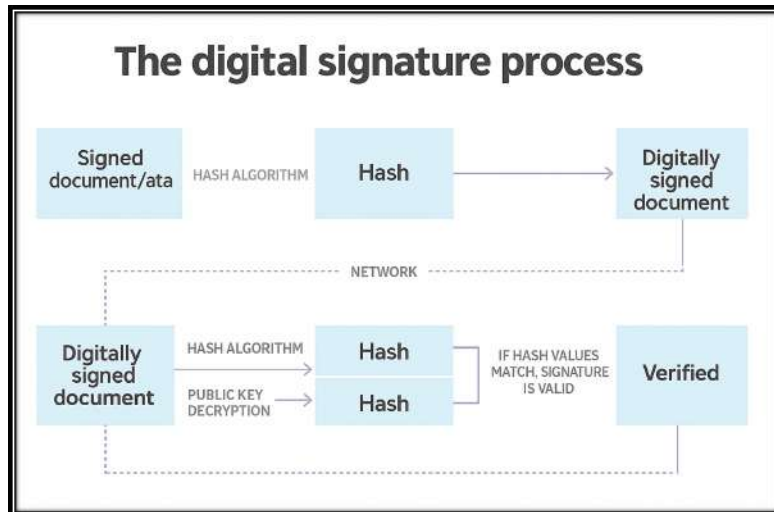 The digital signature process
Signed
document/ata
HASH ALGORITHM
Hash
Digitally
signed
document
NETWORK
Digitally
signed
document
HASH ALGORITHM
PUBLIC KEY
DECRYPTION
Hash
Hash
IF HASH VALUES
MATCH, SIGNATURE
IS VALID
Verified